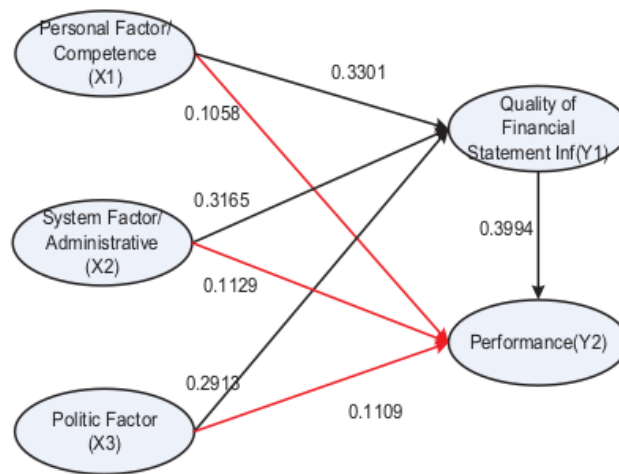 Personal Factor/
Competence
(X1)
0.3301
0.1058
Quality of
Financial
Statement Inf(Y1)
0.3165
System Factor/
Administrative
(X2)
0.3994
0.1129
Performance(Y2)
0.2913
0.1109
Politic Factor
(X3)